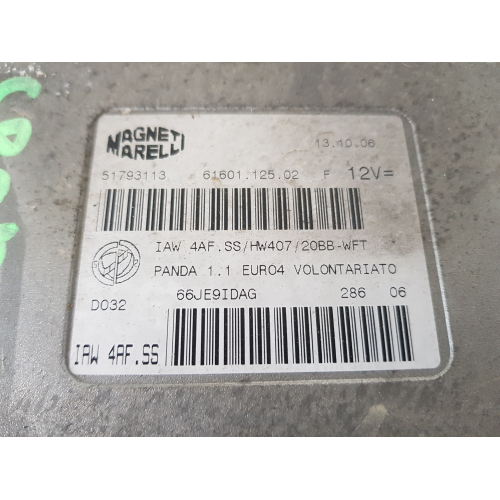 MAGNETI
MARELLI
13.10.06
51793113 61601.125.02 F 12V=
IAW 4AF.SS/HW407/20BB-WFT
PANDA 1.1 EURO4 VOLONTARIATO
D032 66JE9IDAG 286 06
IAW 4AF.SS